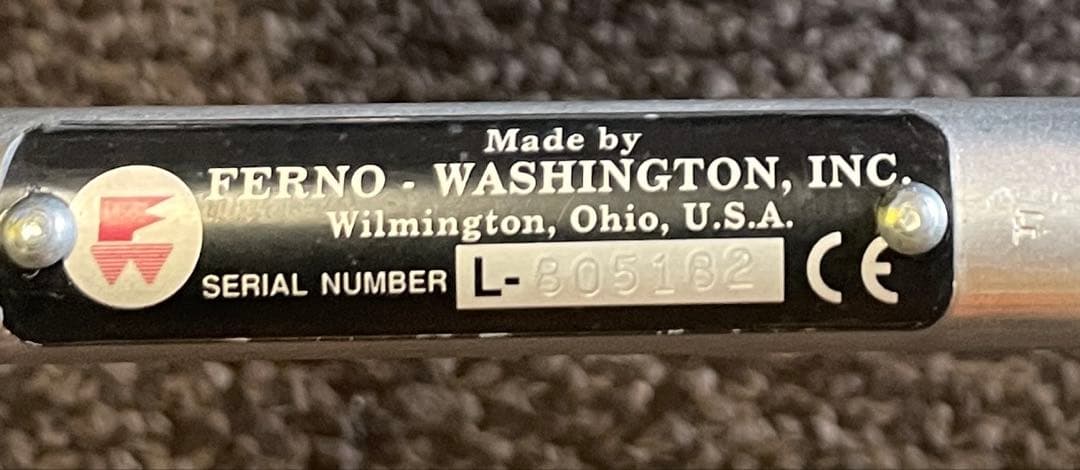 Made by
FERNO - WASHINGTON, INC.
Wilmington, Ohio, U.S.A.
SERIAL NUMBER L-805182
CE